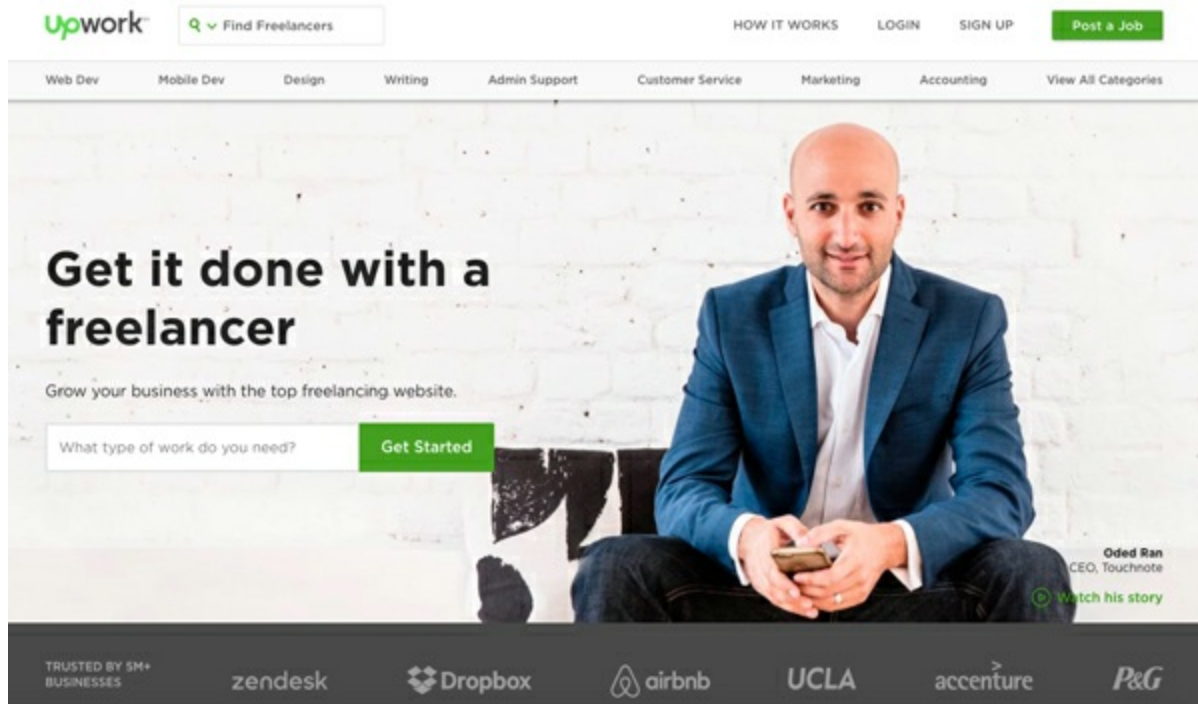 Upwork
Find Freelancers
HOW IT WORKS
LOGIN
SIGN UP
Post a Job
Web Dev
Mobile Dev
Design
Writing
Admin Support
Customer Service
Marketing
Accounting
View All Categories
Get it done with a
freelancer
Grow your business with the top freelancing website.
What type of work do you need?
Get Started
Oded Ran
CEO, Touchnote
Watch his story
TRUSTED BY 5M+
BUSINESSES
zendesk
Dropbox
airbnb
UCLA
accenture
P&G